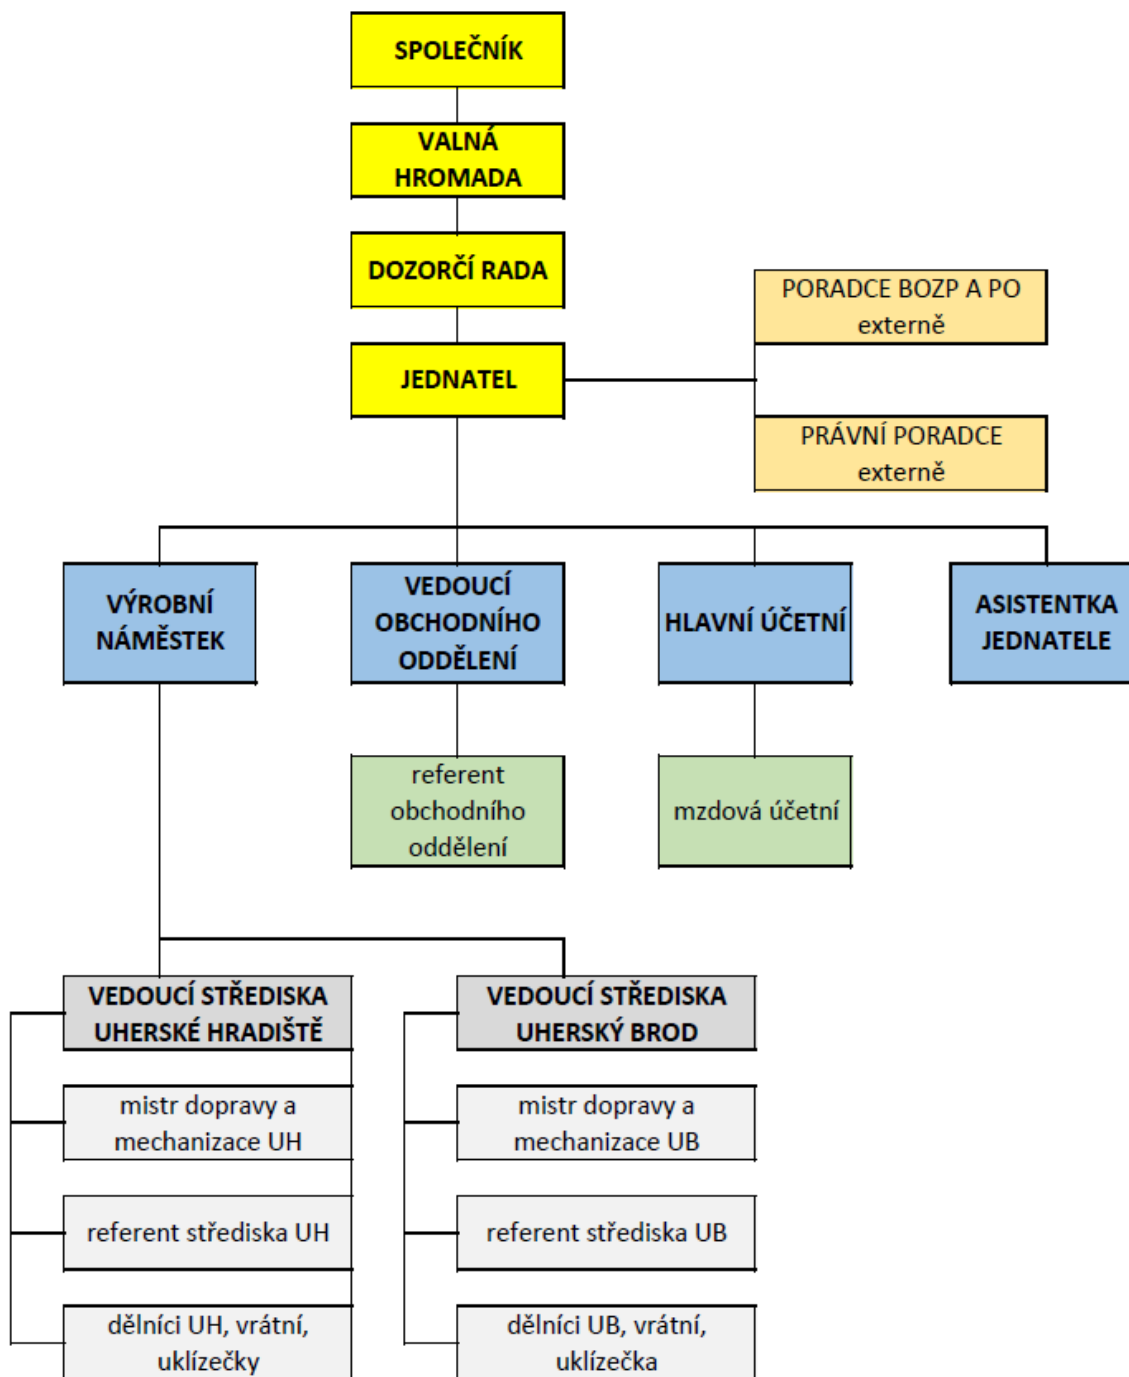 SPOLEČNÍK
VALNÁ
HROMADA
DOZORČÍ RADA
PORADCE BOZP A PO
externě
JEDNATEL
PRÁVNÍ PORADCE
externě
VÝROBNÍ
NÁMĚSTEK
VEDOUCÍ
OBCHODNÍHO
ODDĚLENÍ
HLAVNÍ ÚČETNÍ
ASISTENTKA
JEDNATELE
referent
obchodního
oddělení
mzdová účetní
VEDOUCÍ STŘEDISKA
UHERSKÉ HRADIŠTĚ
VEDOUCÍ STŘEDISKA
UHERSKÝ BROD
mistr dopravy a
mechanizace UH
mistr dopravy a
mechanizace UB
referent střediska UH
referent střediska UB
dělníci UH, vrátní,
uklízečky
dělníci UB, vrátní,
uklízečka